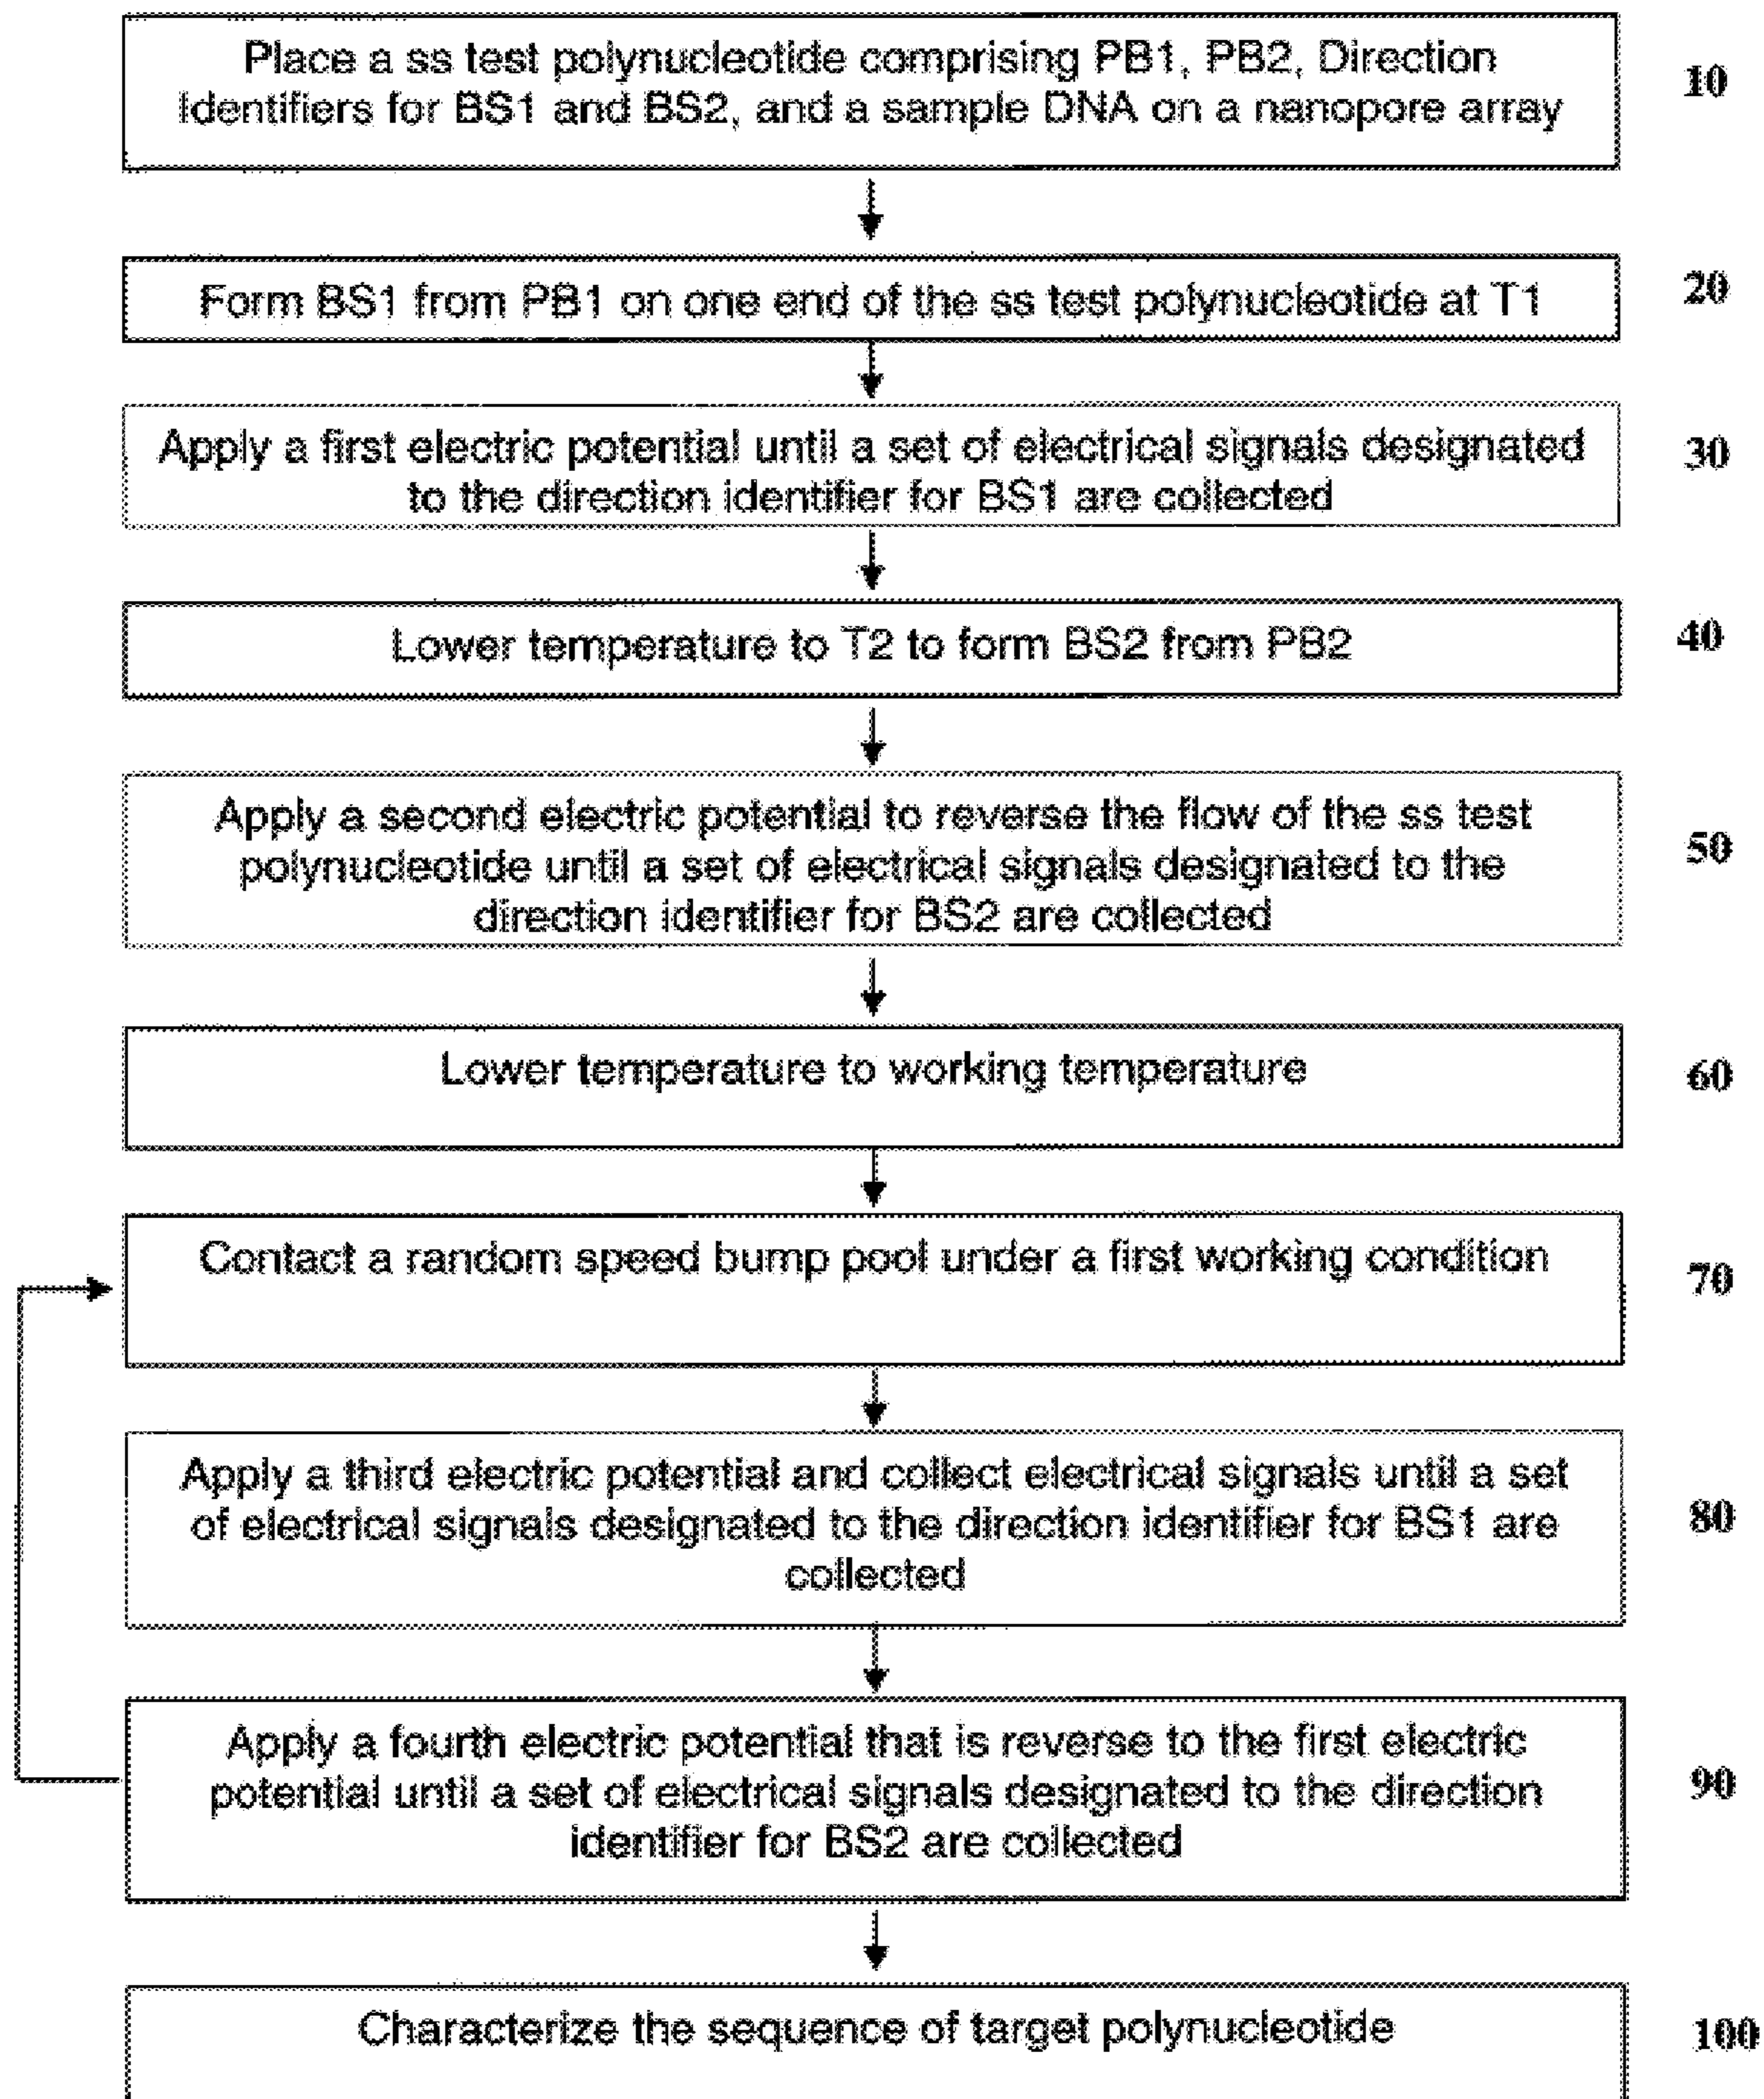 Place a ss test polynucleotide comprising PB1, PB2, Direction
Identifiers for BS1 and BS2, and a sample DNA on a nanopore array
10
Form BS1 from PB1 on one end of the ss test polynucleotide at T1
20
Apply a first electric potential until a set of electrical signals designated
to the direction identifier for BS1 are collected
30
Lower temperature to T2 to form BS2 from PB2
40
Apply a second electric potential to reverse the flow of the ss test
polynucleotide until a set of electrical signals designated to the
direction identifier for BS2 are collected
50
Lower temperature to working temperature
60
Contact a random speed bump pool under a first working condition
70
Apply a third electric potential and collect electrical signals until a set
of electrical signals designated to the direction identifier for BS1 are
collected
80
Apply a fourth electric potential that is reverse to the first electric
potential until a set of electrical signals designated to the direction
identifier for BS2 are collected
90
Characterize the sequence of target polynucleotide
100